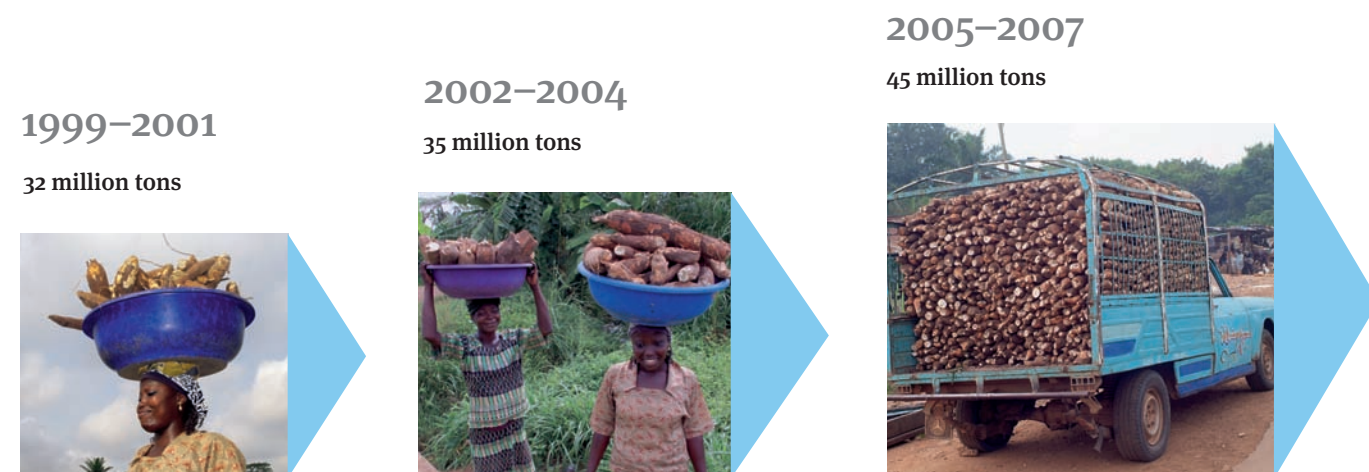 1999–2001
32 million tons
2002–2004
35 million tons
2005–2007
45 million tons